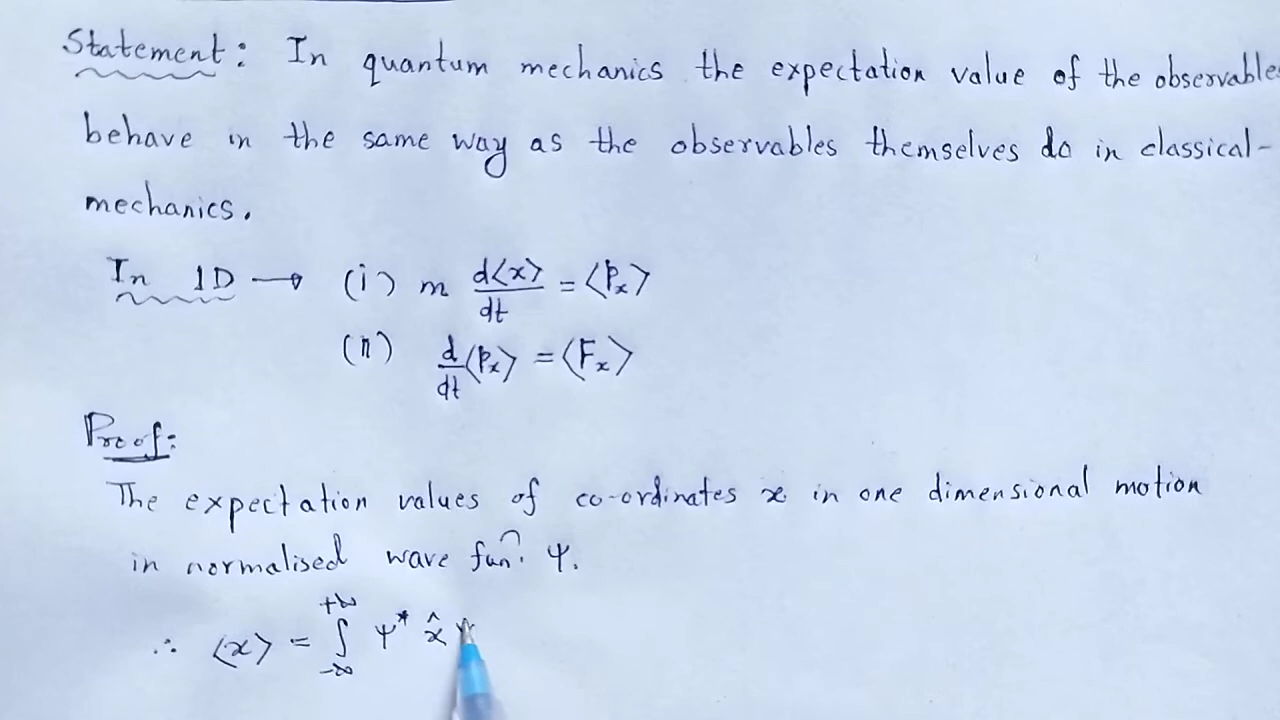 Statement: In quantum mechanics the expectation value of the observables
behave in the same way as the observables themselves do in classical-
mechanics.
In 1D → (i) m d⟨x⟩/dt = ⟨Px⟩
(ii) d/dt ⟨Px⟩ = ⟨Fx⟩
Proof:
The expectation values of co-ordinates x in one dimensional motion
in normalised wave funⁿ. ψ.
∴ ⟨x⟩ = ∫_{-∞}^{+∞} ψ* x̂